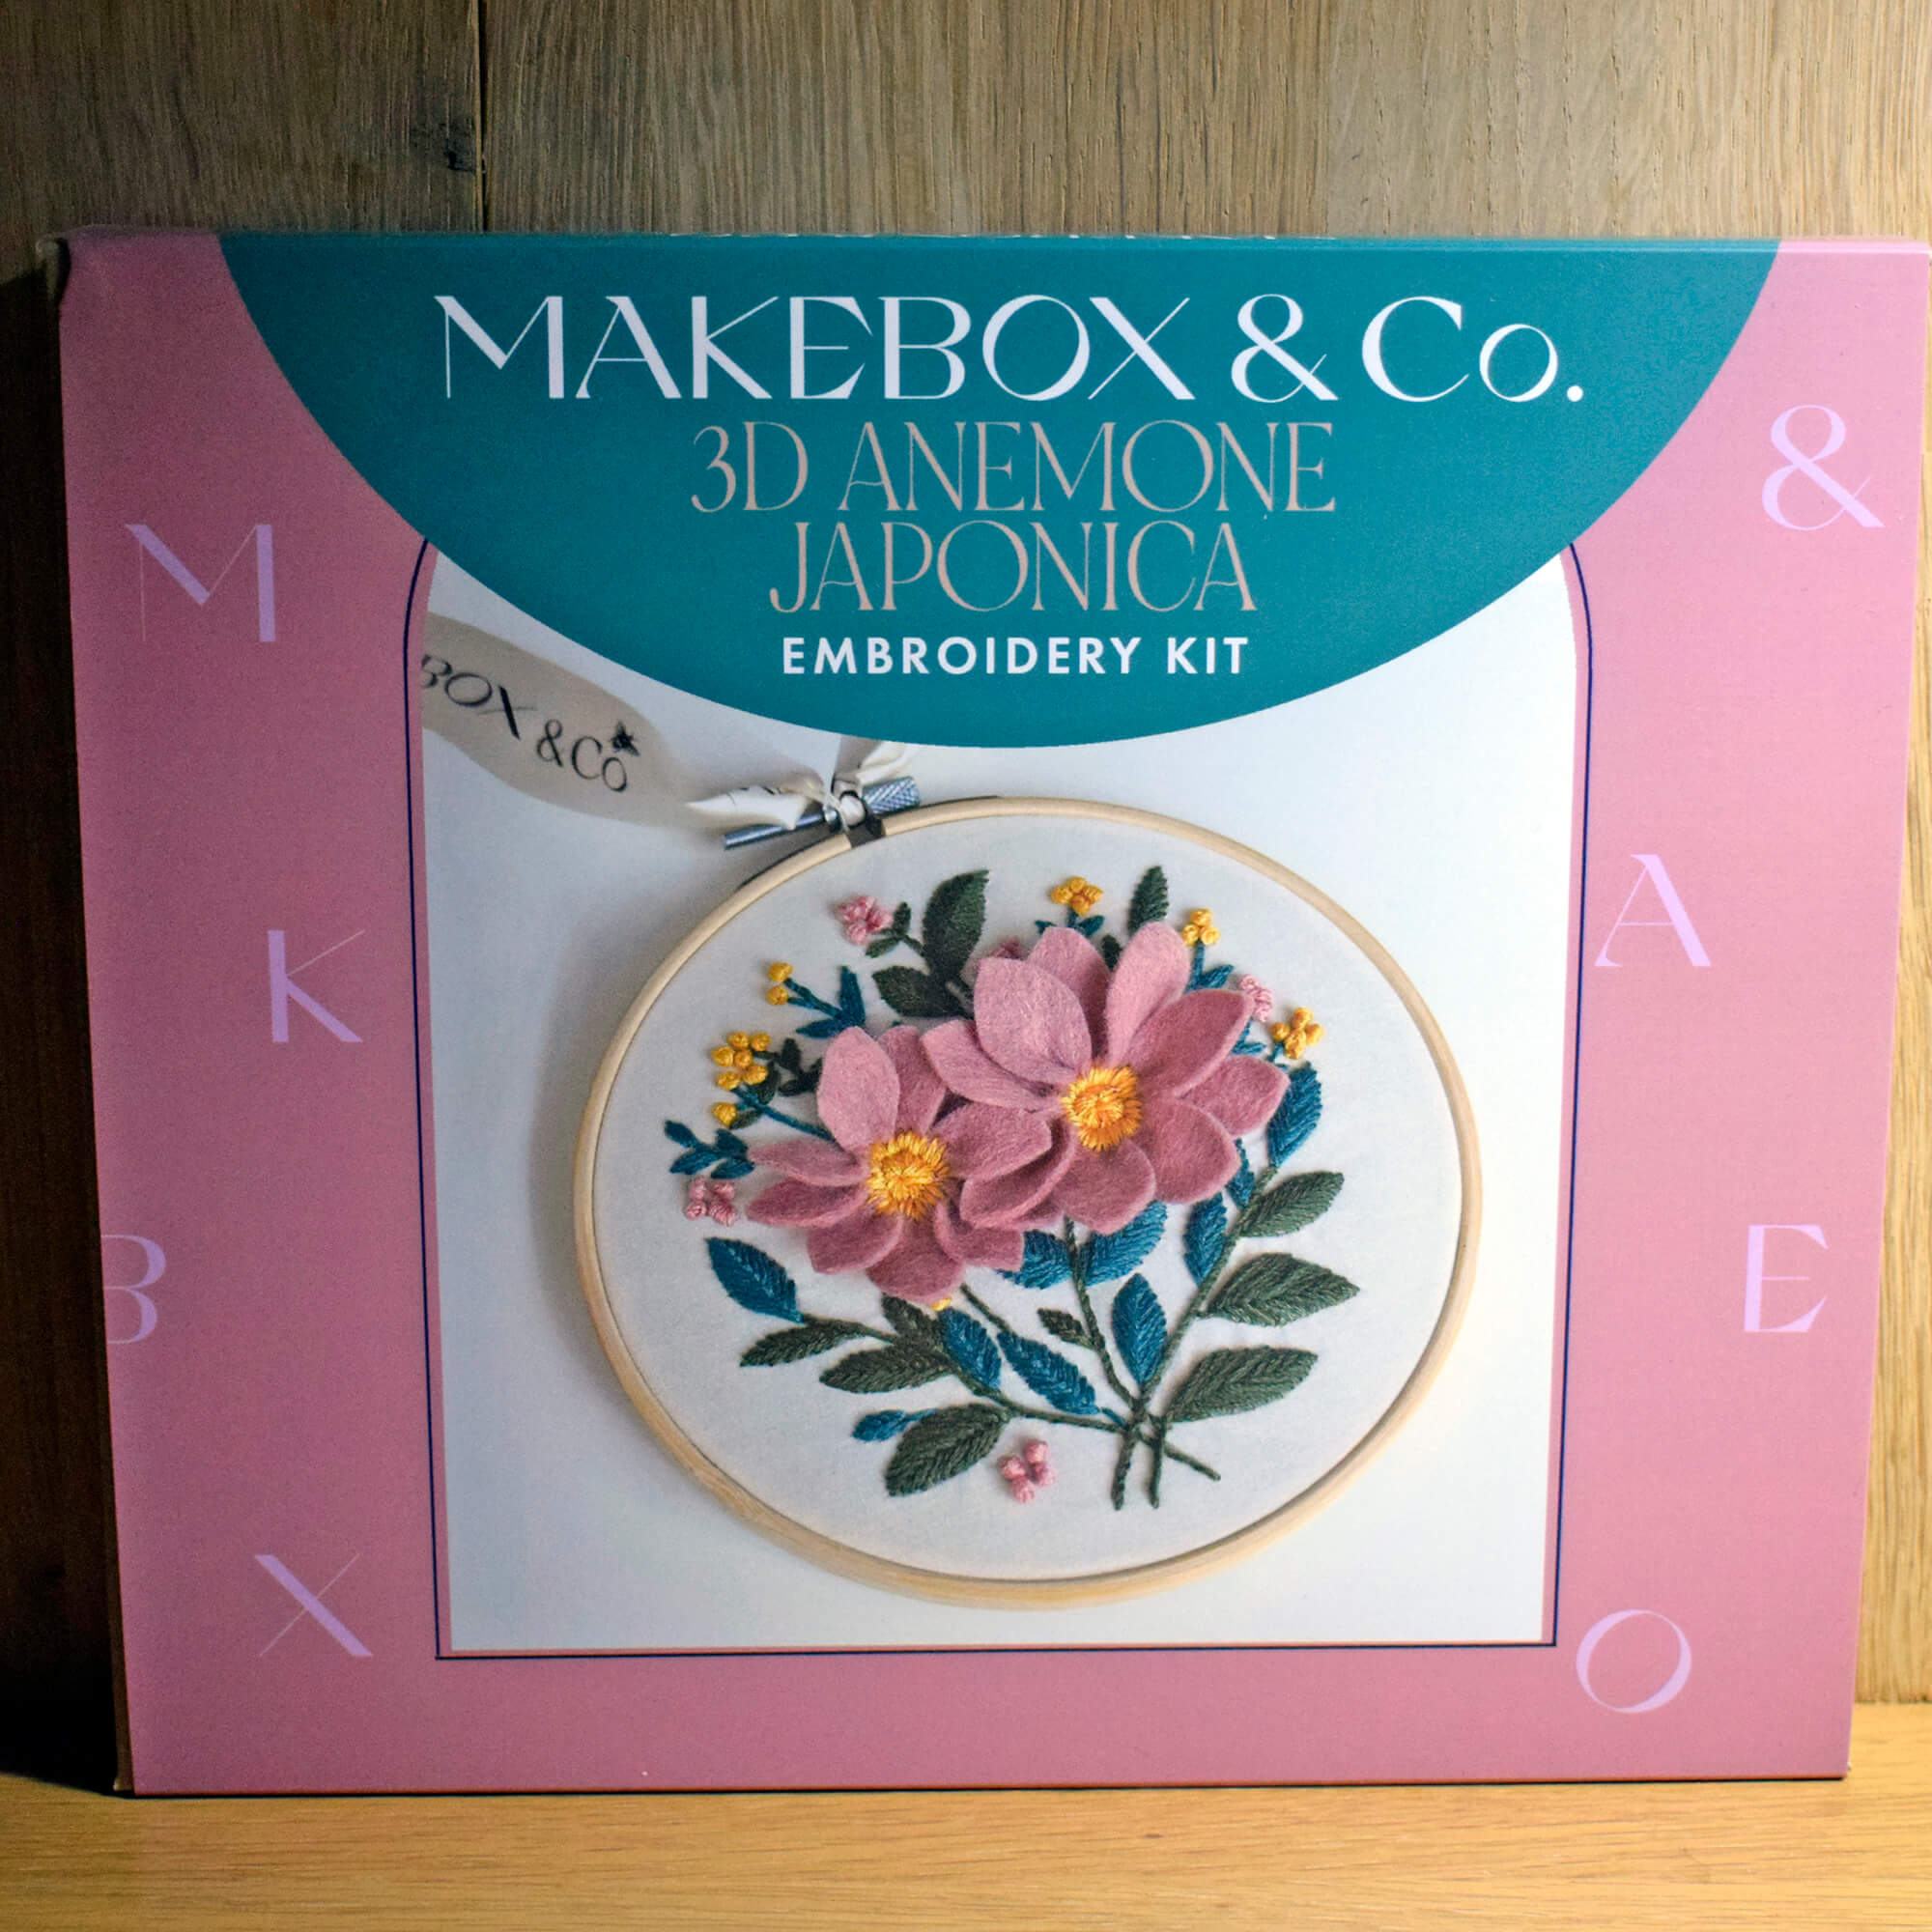 MAKEBOX & Co.
3D ANEMONE
JAPONICA
EMBROIDERY KIT
BOX & Co
M
&
K
A
B
E
X
O